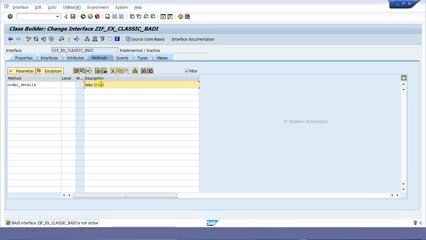 Interface Edit Goto Utilities(M) Environment System Help
Class Builder: Change Interface ZIF_EX_CLASSIC_BADI
Source Code-Based Interface documentation
Interface ZIF_EX_CLASSIC_BADI Implemented / Inactive
Properties Interfaces Attributes Methods Events Types Aliases
Parameter Exception Filter
Method Level M... Description
order_details Sales
BAdI interface ZIF_EX_CLASSIC_BADI is not active
SAP